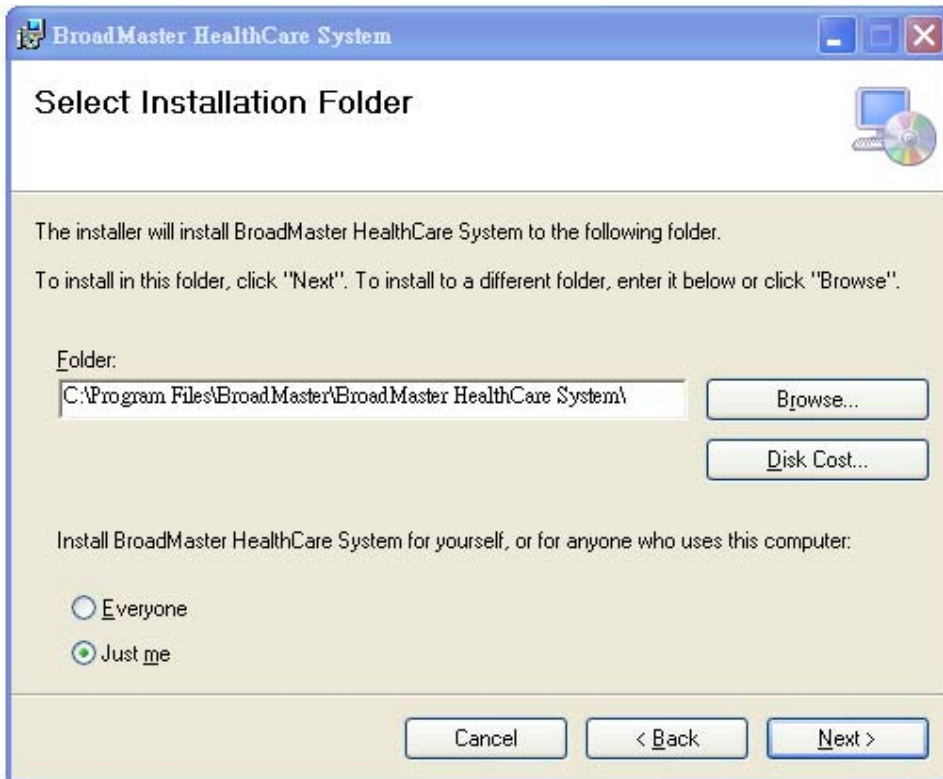 BroadMaster HealthCare System
Select Installation Folder
The installer will install BroadMaster HealthCare System to the following folder.
To install in this folder, click "Next". To install to a different folder, enter it below or click "Browse".
Folder:
C:\Program Files\BroadMaster\BroadMaster HealthCare System\
Browse...
Disk Cost...
Install BroadMaster HealthCare System for yourself, or for anyone who uses this computer:
Everyone
Just me
Cancel
< Back
Next >